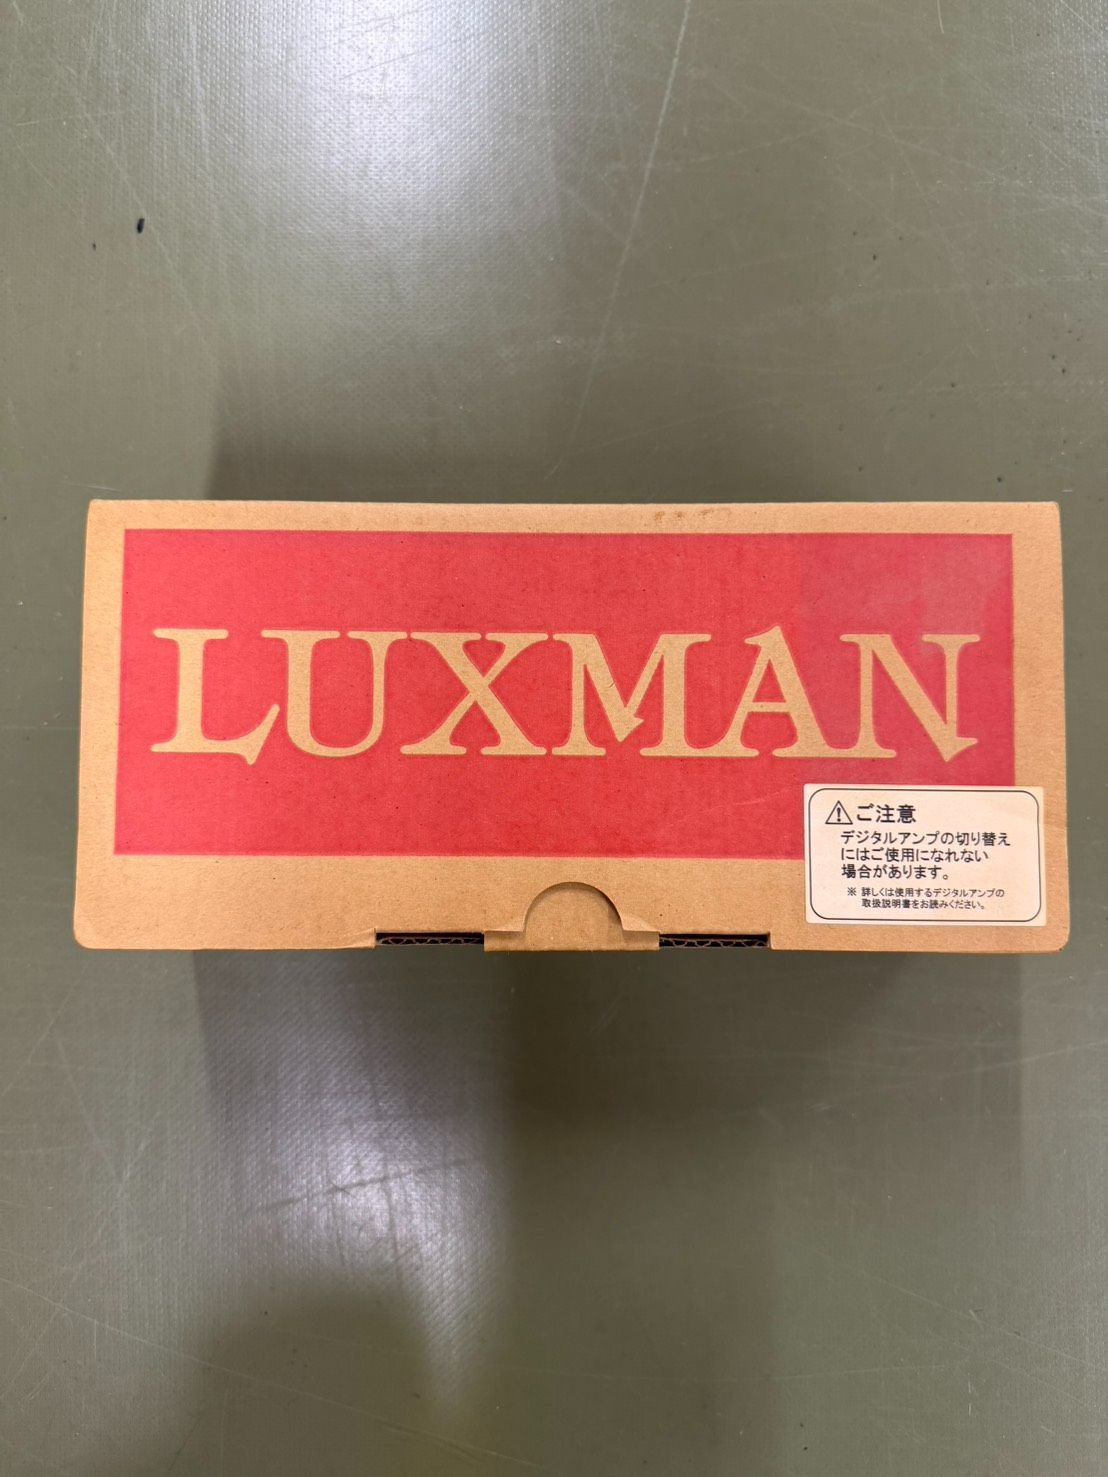 LUXMAN
⚠ご注意
デジタルアンプの切り替え
にはご使用になれない
場合があります。
※ 詳しくは使用するデジタルアンプの
取扱説明書をお読みください。